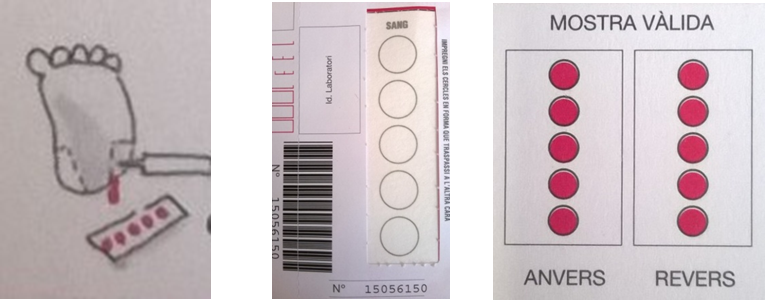 SANG
Id. Laboratori
IMPREGNI ELS CERCLES EN FORMA QUE TRASPASSI A L'ALTRA CARA
Nº 15056150
Nº 15056150
MOSTRA VÀLIDA
ANVERS REVERS